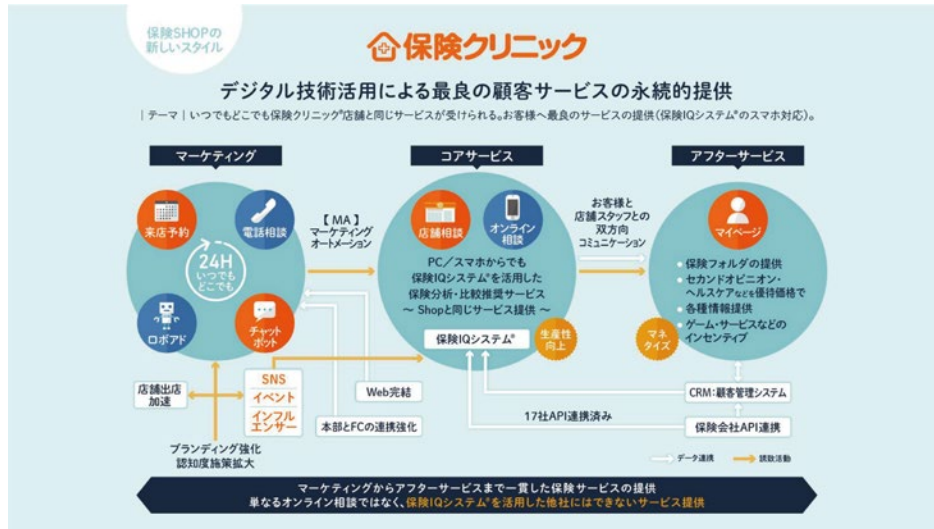 保険SHOPの
新しいスタイル
保険クリニック
デジタル技術活用による最良の顧客サービスの永続的提供
| テーマ | いつでもどこでも保険クリニック®店舗と同じサービスが受けられる。お客様へ最良のサービスの提供(保険IQシステム®のスマホ対応)。
マーケティング
コアサービス
アフターサービス
来店予約
電話相談
24H
いつでも
どこでも
ロボアド
チャット
ボット
【 MA 】
マーケティング
オートメーション
店舗相談
オンライン
相談
PC/スマホからでも
保険IQシステム®を活用した
保険分析・比較推奨サービス
~ Shopと同じサービス提供 ~
保険IQシステム®
生産性
向上
お客様と
店舗スタッフとの
双方向
コミュニケーション
マイページ
• 保険フォルダの提供
• セカンドオピニオン・
ヘルスケアなどを優待価格で
• 各種情報提供
• ゲーム・サービスなどの
インセンティブ
マネ
タイズ
店舗出店
加速
SNS
イベント
インフル
エンサー
Web完結
本部とFCの連携強化
CRM:顧客管理システム
17社API連携済み
保険会社API連携
ブランディング強化
認知度施策拡大
データ連携
読数活動
マーケティングからアフターサービスまで一貫した保険サービスの提供
単なるオンライン相談ではなく、保険IQシステム®を活用した他社にはできないサービス提供